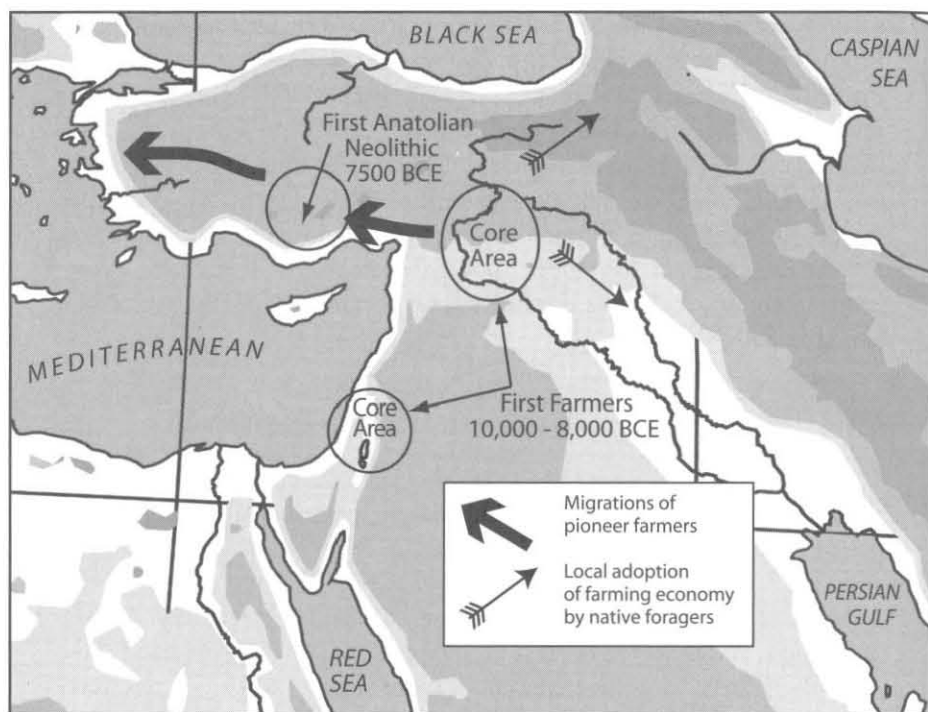 BLACK SEA
CASPIAN
SEA
First Anatolian
Neolithic
7500 BCE
Core
Area
MEDITERRANEAN
Core
Area
First Farmers
10,000 - 8,000 BCE
Migrations of
pioneer farmers
Local adoption
of farming economy
by native foragers
PERSIAN
GULF
RED
SEA